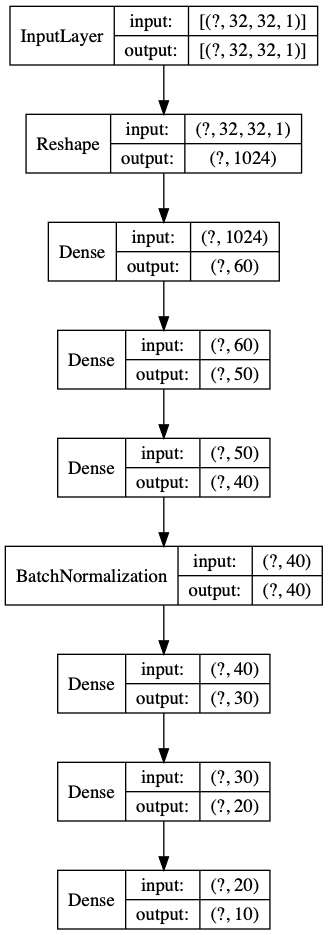 InputLayer input: [(?, 32, 32, 1)]
output: [(?, 32, 32, 1)]
Reshape input: (?, 32, 32, 1)
output: (?, 1024)
Dense input: (?, 1024)
output: (?, 60)
Dense input: (?, 60)
output: (?, 50)
Dense input: (?, 50)
output: (?, 40)
BatchNormalization input: (?, 40)
output: (?, 40)
Dense input: (?, 40)
output: (?, 30)
Dense input: (?, 30)
output: (?, 20)
Dense input: (?, 20)
output: (?, 10)